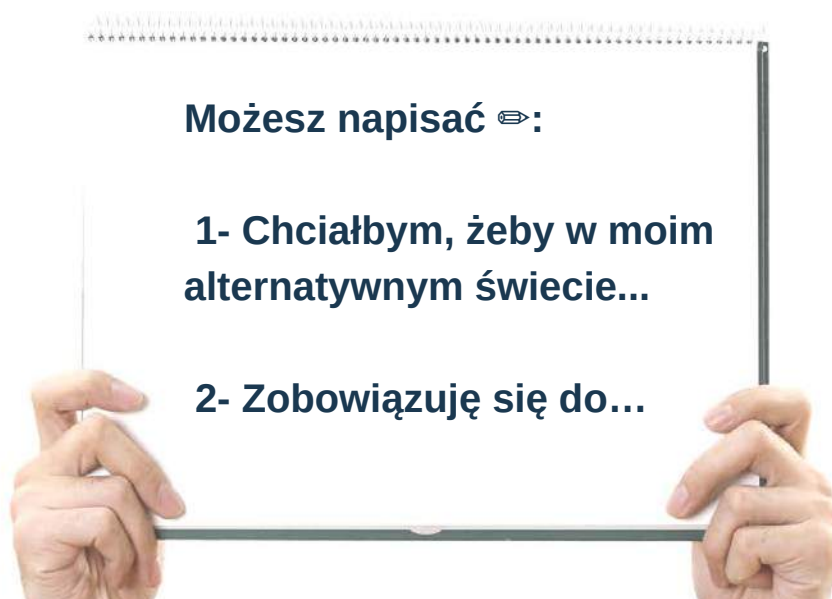 Możesz napisać ✏:
1- Chciałbym, żeby w moim
alternatywnym świecie...
2- Zobowiązuję się do…